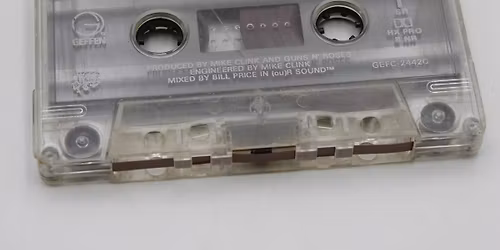 GEFFEN
HX PRO
B NR
PRODUCED BY MIKE CLINK AND GUNS N' ROSES
ENGINEERED BY MIKE CLINK
MIXED BY BILL PRICE IN (ou)R SOUND™
GEFC 24420